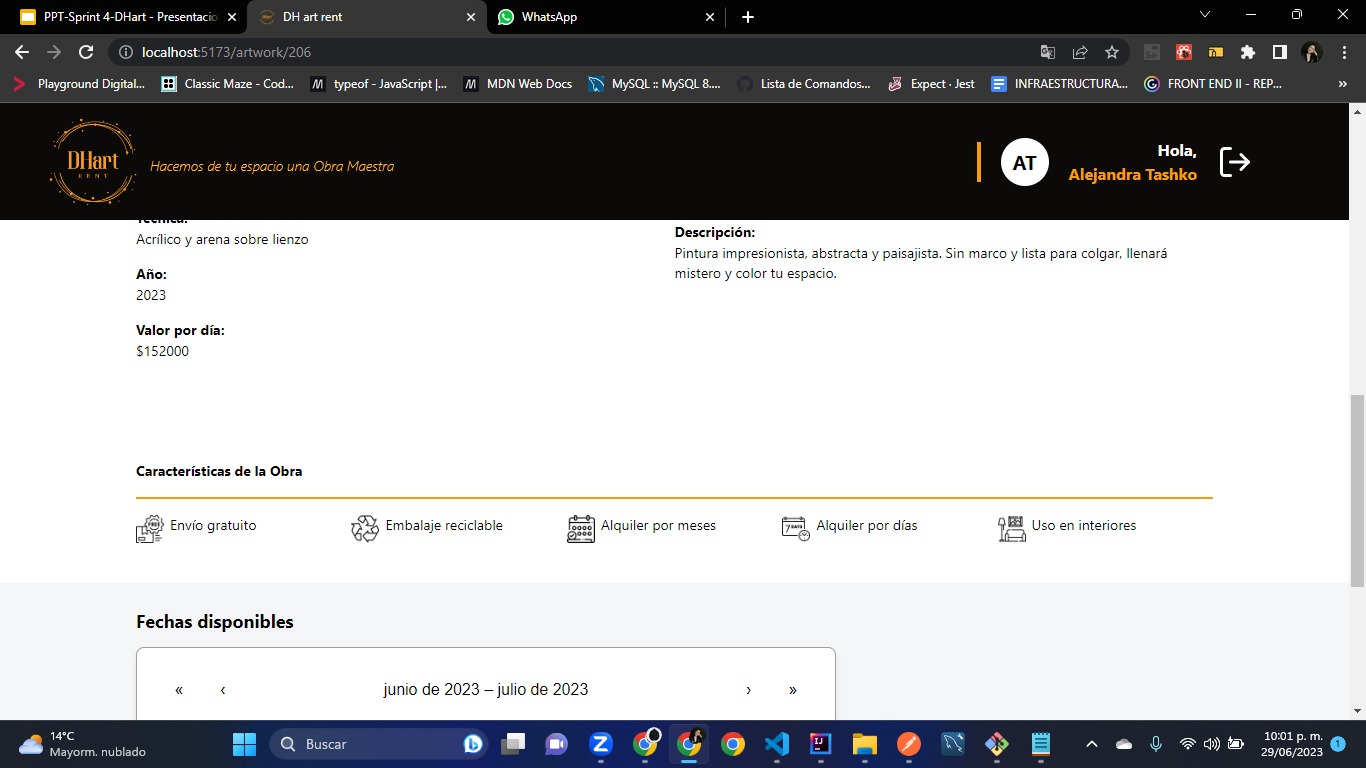 PPT-Sprint 4-DHart - Presentacio
DH art rent
WhatsApp
localhost:5173/artwork/206
Playground Digital...
Classic Maze - Cod...
typeof - JavaScript |...
MDN Web Docs
MySQL :: MySQL 8....
Lista de Comandos...
Expect · Jest
INFRAESTRUCTURA...
FRONT END II - REP...
»
DHart
RENT
Hacemos de tu espacio una Obra Maestra
AT
Hola,
Alejandra Tashko
Técnica:
Acrílico y arena sobre lienzo
Año:
2023
Valor por día:
$152000
Descripción:
Pintura impresionista, abstracta y paisajista. Sin marco y lista para colgar, llenará
mistero y color tu espacio.
Características de la Obra
FREE
Envío gratuito
Embalaje reciclable
Alquiler por meses
7 DAYS
Alquiler por días
Uso en interiores
Fechas disponibles
« ‹ junio de 2023 – julio de 2023 › »
14°C
Mayorm. nublado
Buscar
10:01 p. m.
29/06/2023
1